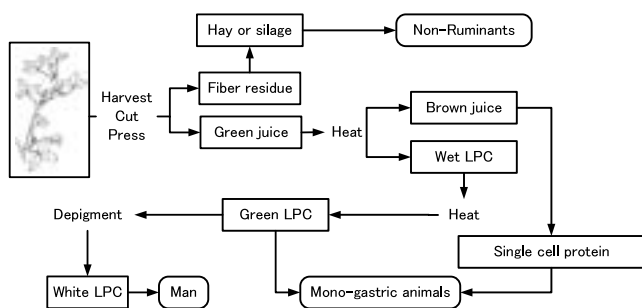 Hay or silage
Non-Ruminants
Harvest
Cut
Press
Fiber residue
Green juice
Heat
Brown juice
Wet LPC
Depigment
Green LPC
Heat
Single cell protein
White LPC
Man
Mono-gastric animals